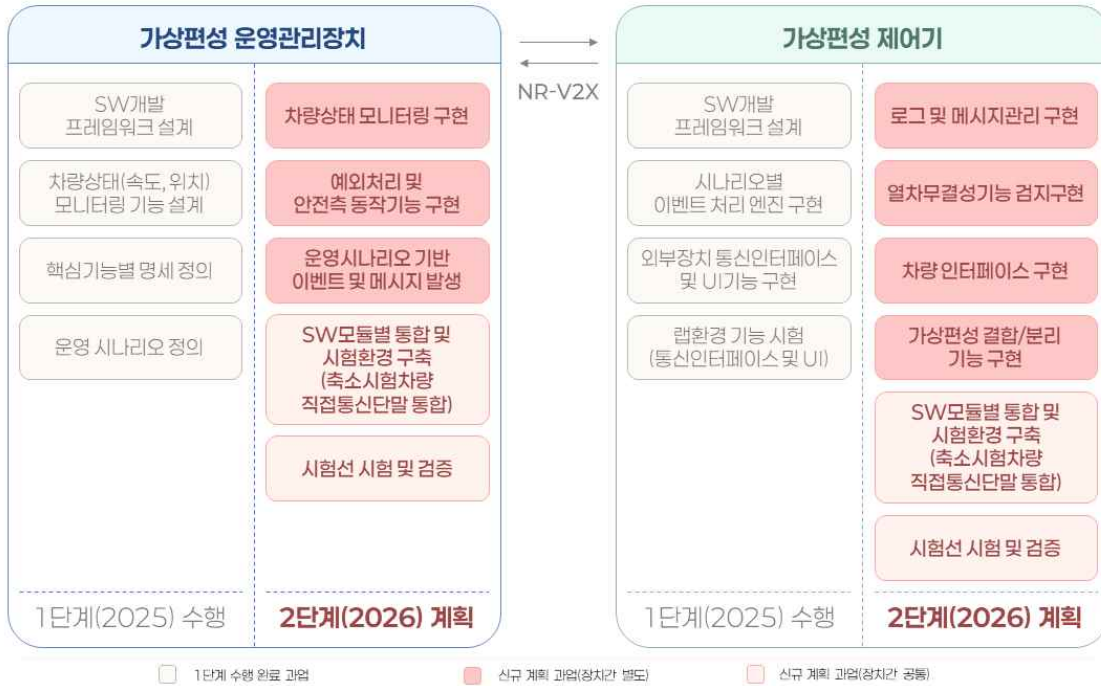 가상편성 운영관리장치
SW개발
프레임워크 설계
차량상태(속도, 위치)
모니터링 기능 설계
핵심기능별 명세 정의
운영 시나리오 정의
1단계(2025) 수행
차량상태 모니터링 구현
예외처리 및
안전측 동작기능 구현
운영시나리오 기반
이벤트 및 메시지 발생
SW모듈별 통합 및
시험환경 구축
(축소시험차량
직접통신단말 통합)
시험선 시험 및 검증
2단계(2026) 계획
NR-V2X
가상편성 제어기
SW개발
프레임워크 설계
시나리오별
이벤트 처리 엔진 구현
외부장치 통신인터페이스
및 UI기능 구현
랩환경 기능 시험
(통신인터페이스 및 UI)
1단계(2025) 수행
로그 및 메시지관리 구현
열차무결성기능 검지구현
차량 인터페이스 구현
가상편성 결합/분리
기능 구현
SW모듈별 통합 및
시험환경 구축
(축소시험차량
직접통신단말 통합)
시험선 시험 및 검증
2단계(2026) 계획
1단계 수행 완료 과업
신규 계획 과업(장치간 별도)
신규 계획 과업(장치간 공통)